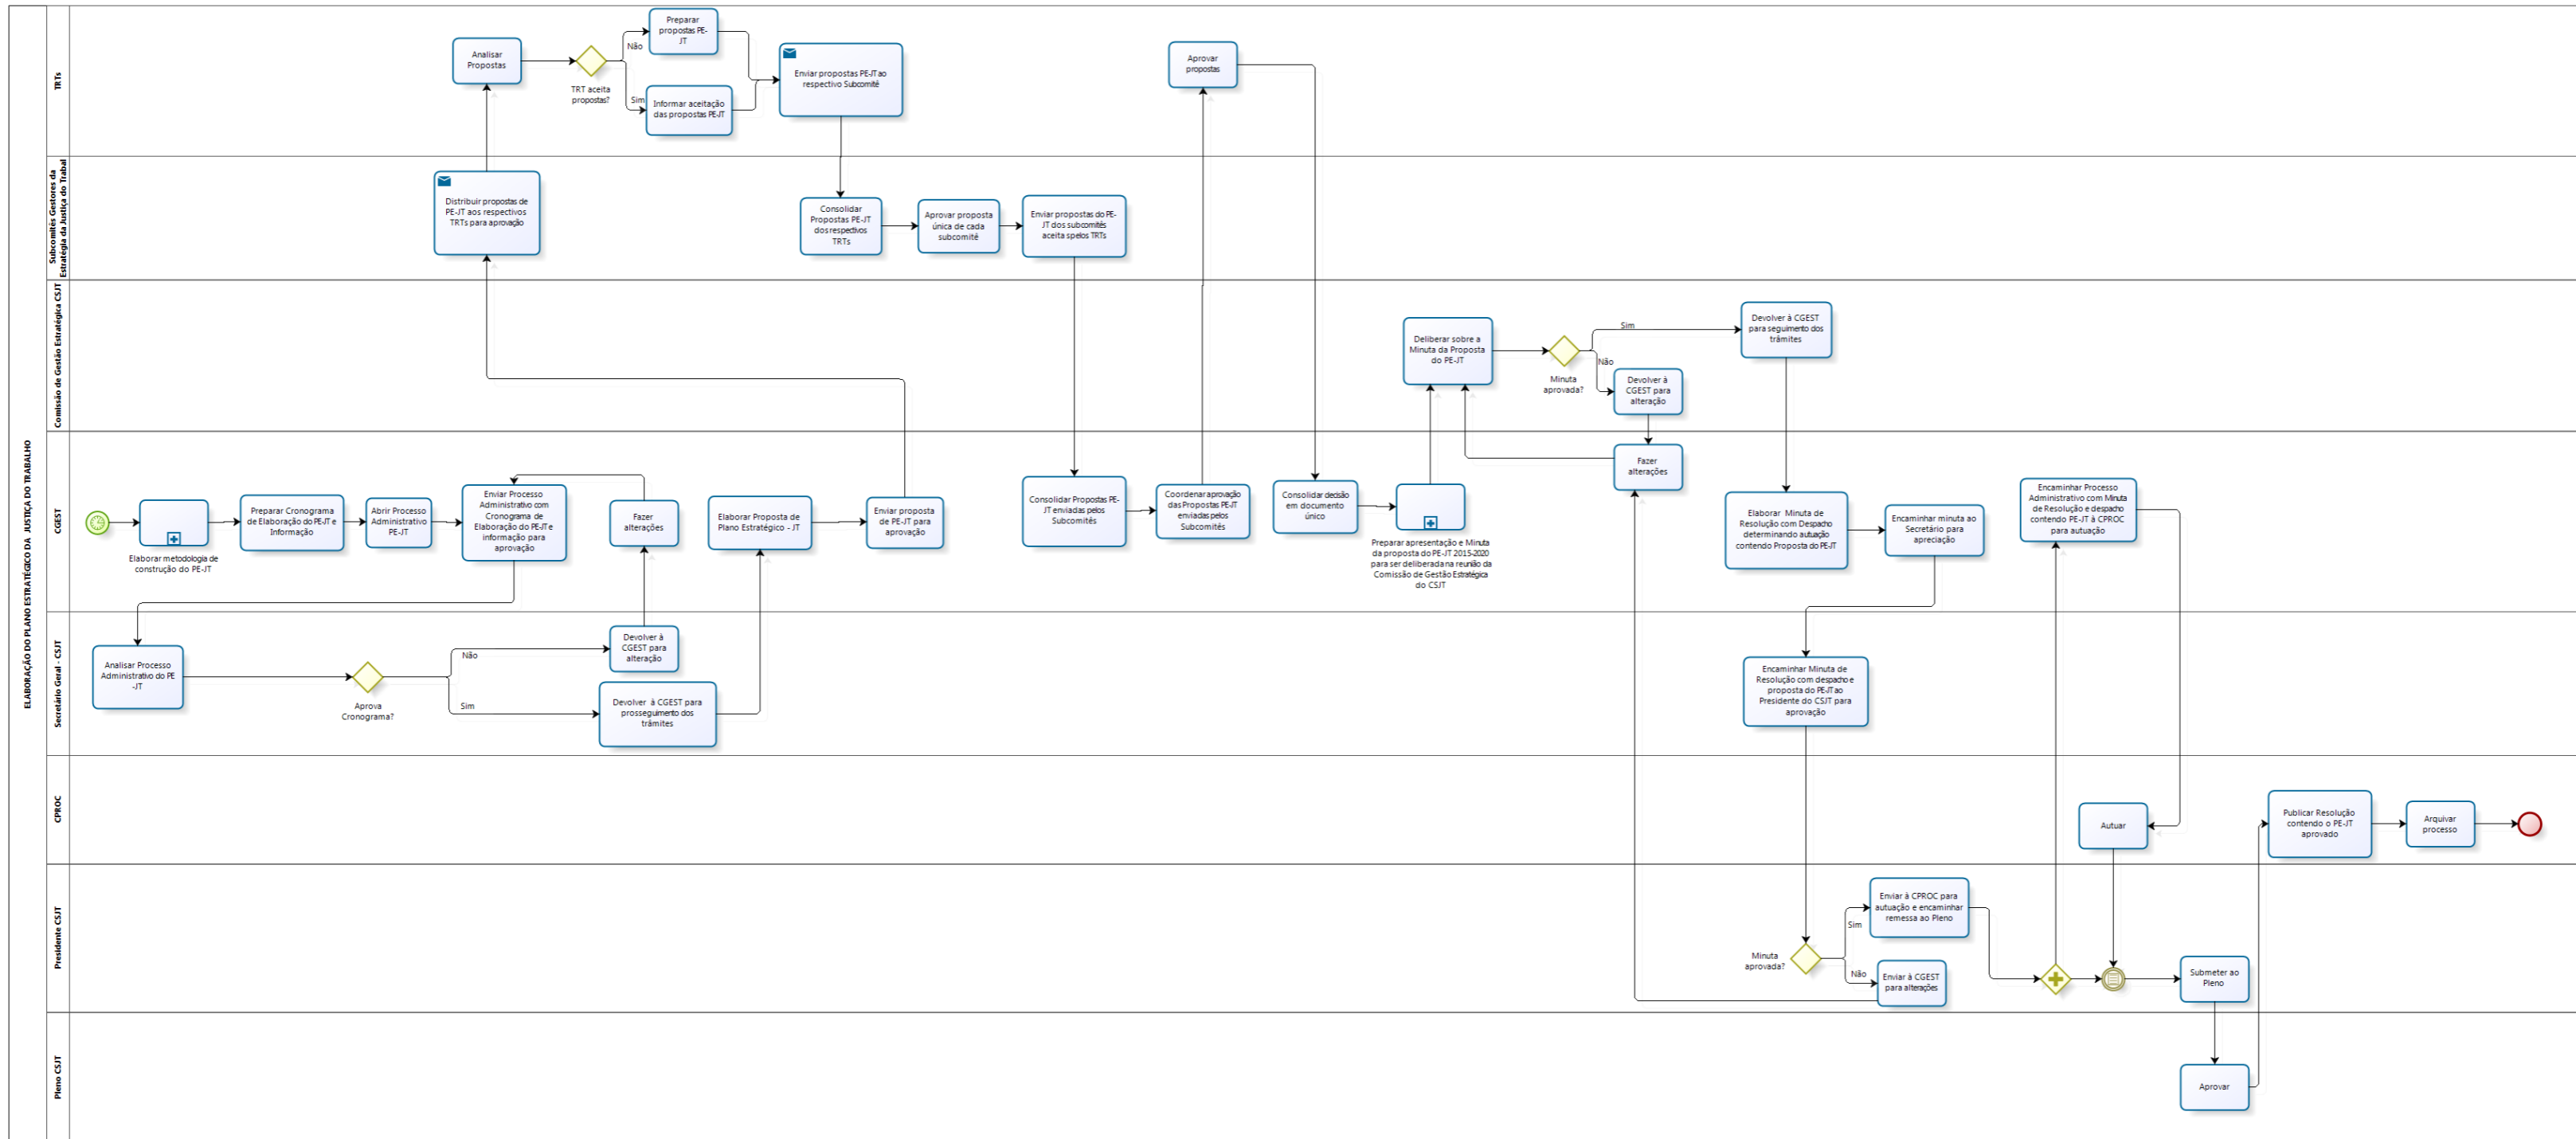 ELABORAÇÃO DO PLANO ESTRATÉGICO DA JUSTIÇA DO TRABALHO
TRTs
Analisar
Propostas
TRT aceita
propostas?
Não
Sim
Preparar
propostas PE-
JT
Informar aceitação
das propostas PE-JT
Enviar propostas PE-JT ao
respectivo Subcomitê
Aprovar
propostas
Subcomitês Gestores da
Estratégia da Justiça do Trabal
Distribuir propostas de
PE-JT aos respectivos
TRTs para aprovação
Consolidar
Propostas PE-JT
dos respectivos
TRTs
Aprovar proposta
única de cada
subcomitê
Enviar propostas do PE-
JT dos subcomitês
aceita spelos TRTs
Comissão de Gestão Estratégica CSJT
Deliberar sobre a
Minuta da Proposta
do PE-JT
Minuta
aprovada?
Sim
Não
Devolver à CGEST
para seguimento dos
trâmites
Devolver à
CGEST para
alteração
CGEST
Elaborar metodologia de
construção do PE-JT
Preparar Cronograma
de Elaboração do PE-JT e
Informação
Abrir Processo
Administrativo
PE-JT
Enviar Processo
Administrativo com
Cronograma de
Elaboração do PE-JT e
informação para
aprovação
Fazer
alterações
Elaborar Proposta de
Plano Estratégico - JT
Enviar proposta
de PE-JT para
aprovação
Consolidar Propostas PE-
JT enviadas pelos
Subcomitês
Coordenar aprovação
das Propostas PE-JT
enviadas pelos
Subcomitês
Consolidar decisão
em documento
único
Preparar apresentação e Minuta
da proposta do PE-JT 2015-2020
para ser deliberada na reunião da
Comissão de Gestão Estratégica
do CSJT
Fazer
alterações
Elaborar Minuta de
Resolução com Despacho
determinando autuação
contendo Proposta do PE-JT
Encaminhar minuta ao
Secretário para
apreciação
Encaminhar Processo
Administrativo com Minuta
de Resolução e despacho
contendo PE-JT à CPROC
para autuação
Secretário Geral - CSJT
Analisar Processo
Administrativo do PE
-JT
Aprova
Cronograma?
Não
Sim
Devolver à
CGEST para
alteração
Devolver à CGEST para
prosseguimento dos
trâmites
Encaminhar Minuta de
Resolução com despacho e
proposta do PE-JT ao
Presidente do CSJT para
aprovação
CPROC
Autuar
Publicar Resolução
contendo o PE-JT
aprovado
Arquivar
processo
Presidente CSJT
Minuta
aprovada?
Sim
Não
Enviar à CPROC para
autuação e encaminhar
remessa ao Pleno
Enviar à CGEST
para alterações
Submeter ao
Pleno
Pleno CSJT
Aprovar